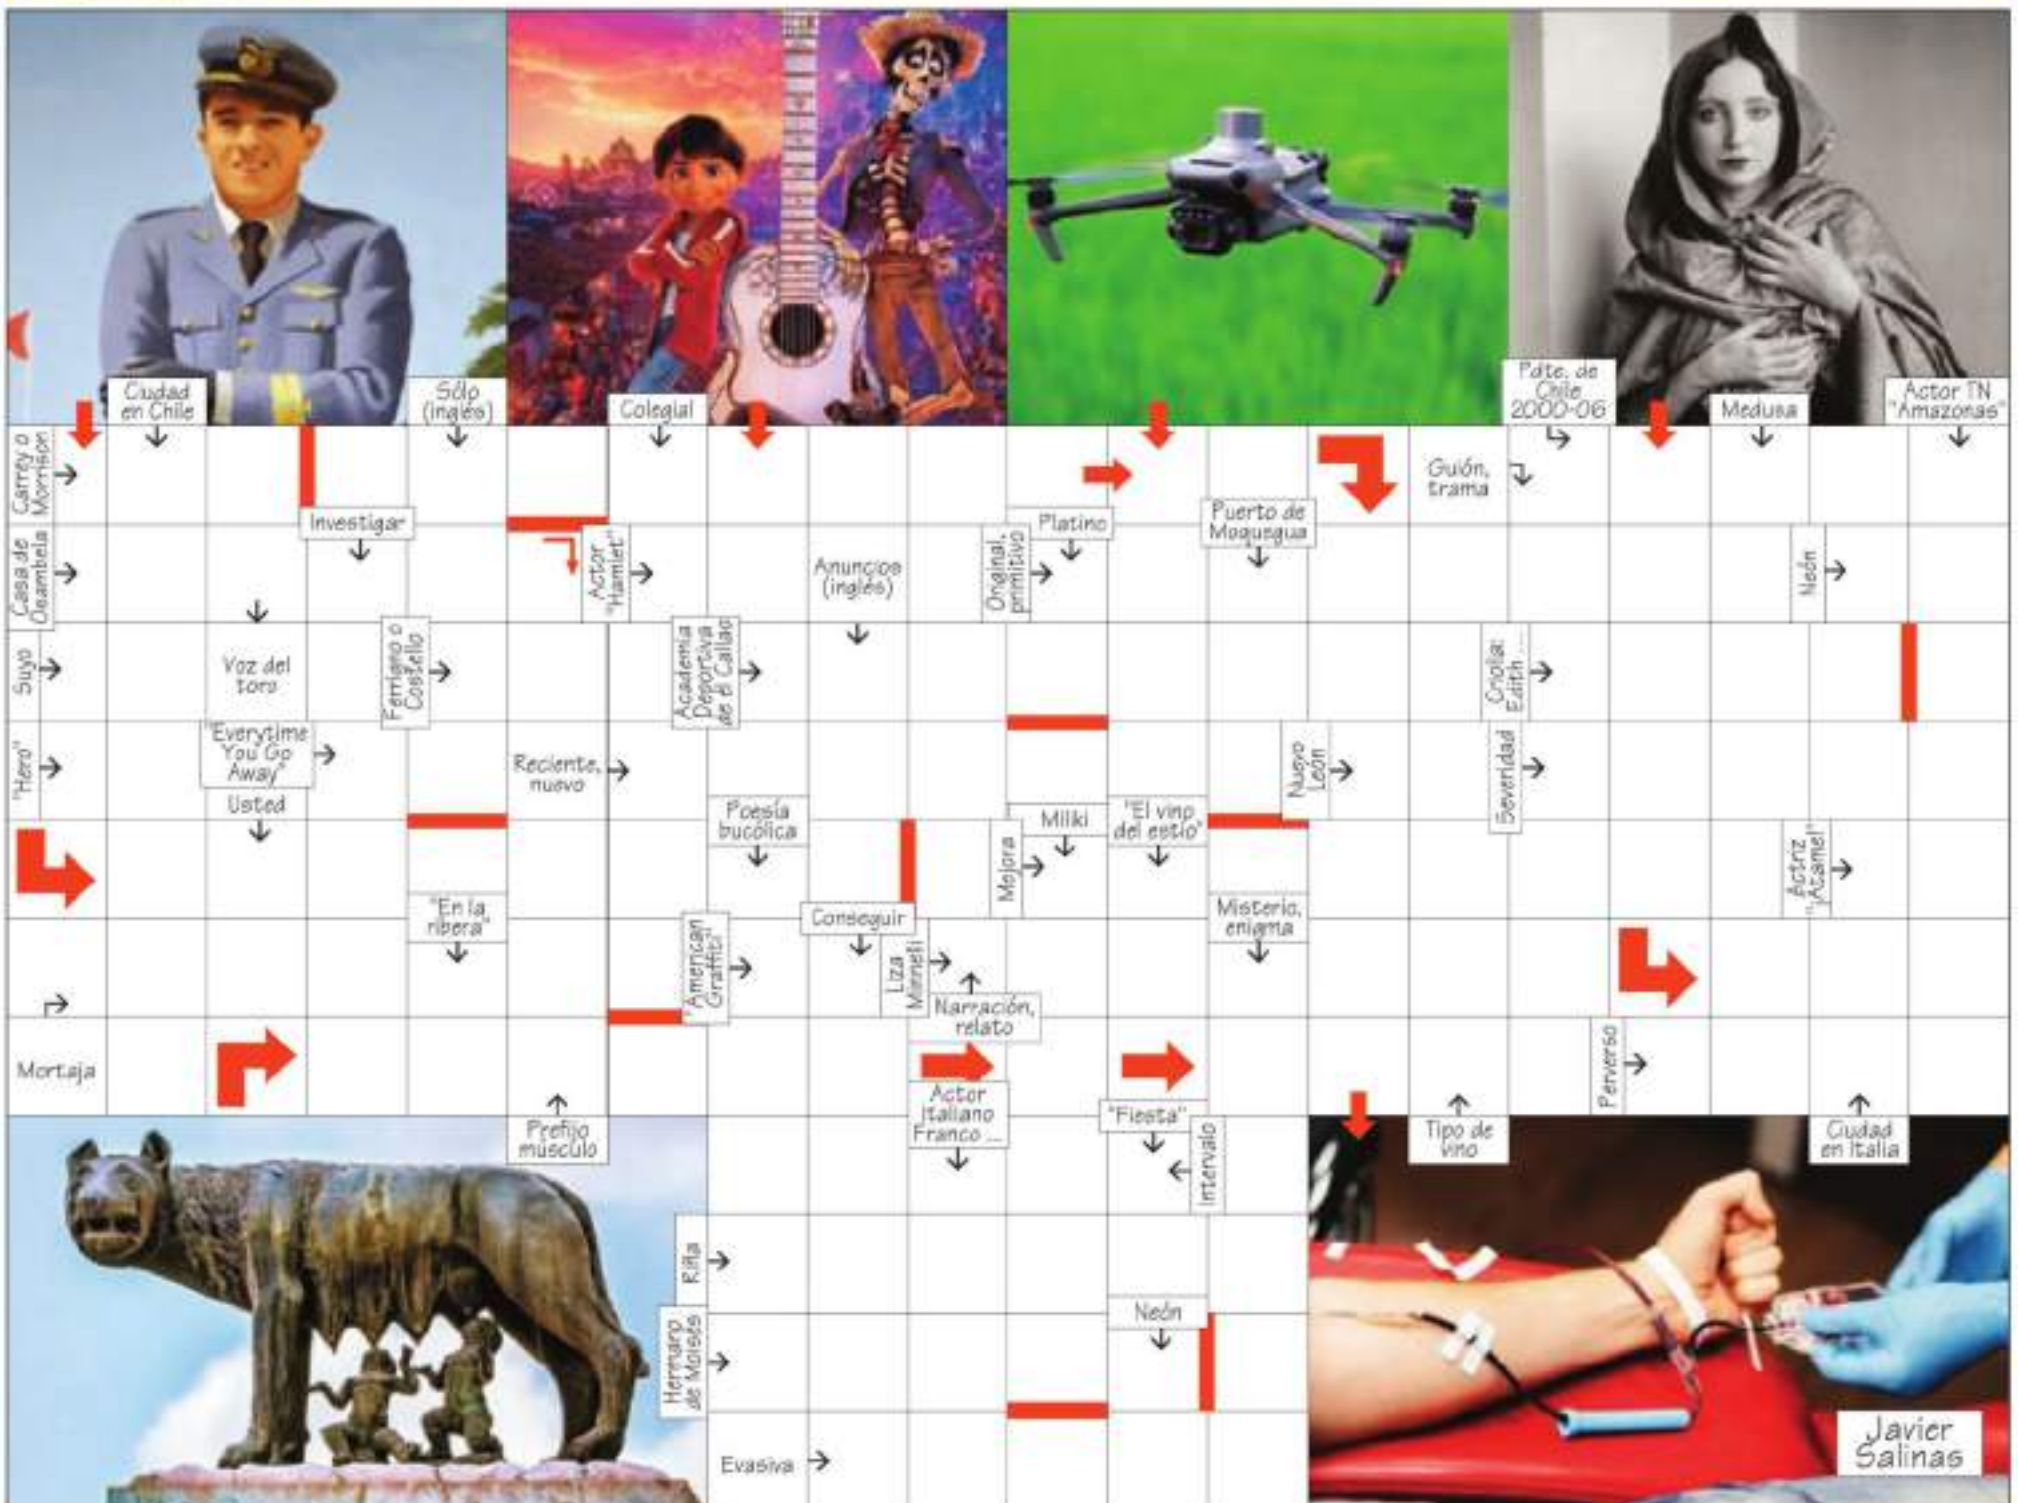 Ciudad
en Chile
Sólo
(inglés)
Colegial
Pdte. de
Chile
2000-06
Medusa
Actor TN
"Amazonas"
Carrey o
Morrison
Guión,
trama
Investigar
Platino
Puerto de
Moquegua
Casa de
Osambela
Actor
"Hamlet"
Anuncios
(inglés)
Original,
primitivo
Neón
Suyo
Voz del
toro
Ferrigno o
Costello
Academia
Deportiva
de el Callao
Criolla:
Edith ...
"Hero"
"Everytime
You Go
Away"
Usted
Reciente,
nuevo
Nuevo
León
Severidad
Poesía
bucólica
Miliki
"El vino
del estío"
Mejora
Actriz
"¡Átame!"
"En la
ribera"
Conseguir
Misterio,
enigma
"American
Graffiti"
Liza
Minnelli
Narración,
relato
Mortaja
Perverso
Actor
italiano
Franco ...
"Fiesta"
Prefijo
músculo
Intervalo
Tipo de
vino
Ciudad
en Italia
Riña
Hermano
de Moisés
Neón
Evasiva
Javier
Salinas